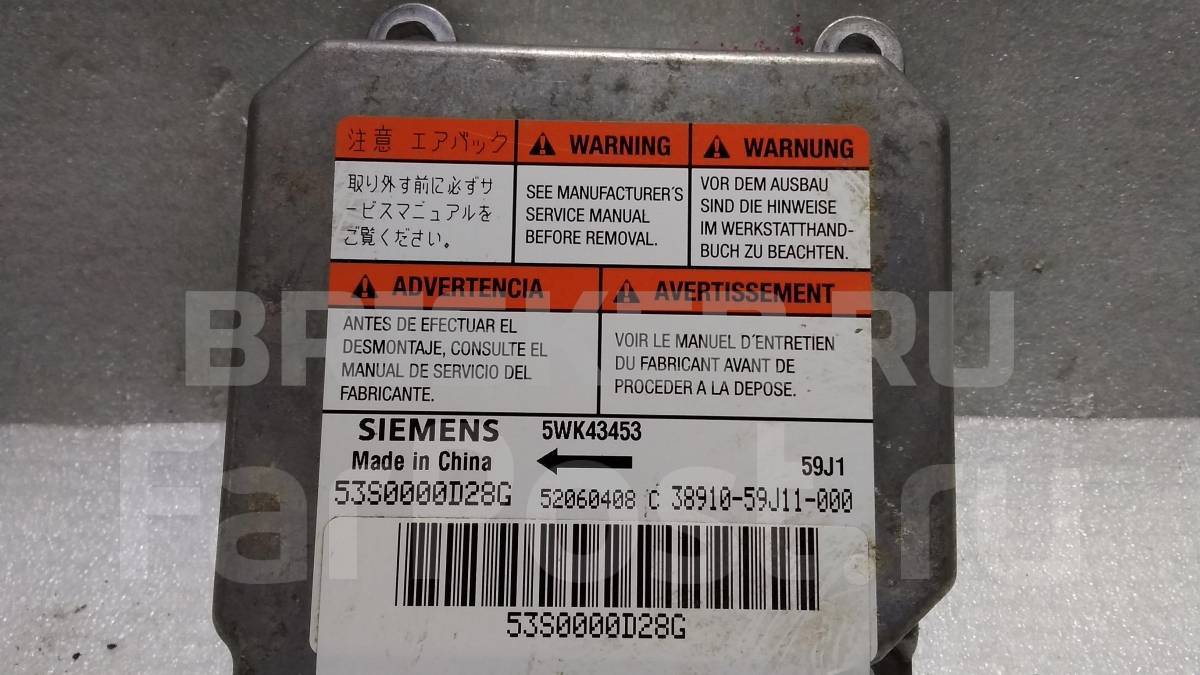 注意 エアバック
取り外す前に必ずサ
ービスマニュアルを
ご覧ください。
WARNING
SEE MANUFACTURER´S
SERVICE MANUAL
BEFORE REMOVAL.
WARNUNG
VOR DEM AUSBAU
SIND DIE HINWEISE
IM WERKSTATTHAND-
BUCH ZU BEACHTEN.
ADVERTENCIA
ANTES DE EFECTUAR EL
DESMONTAJE, CONSULTE EL
MANUAL DE SERVICIO DEL
FABRICANTE.
AVERTISSEMENT
VOIR LE MANUEL D´ENTRETIEN
DU FABRICANT AVANT DE
PROCEDER A LA DEPOSE.
SIEMENS 5WK43453
Made in China 59J1
53S0000D28G 52060408 C 38910-59J11-000
53S0000D28G
FarPost.ru